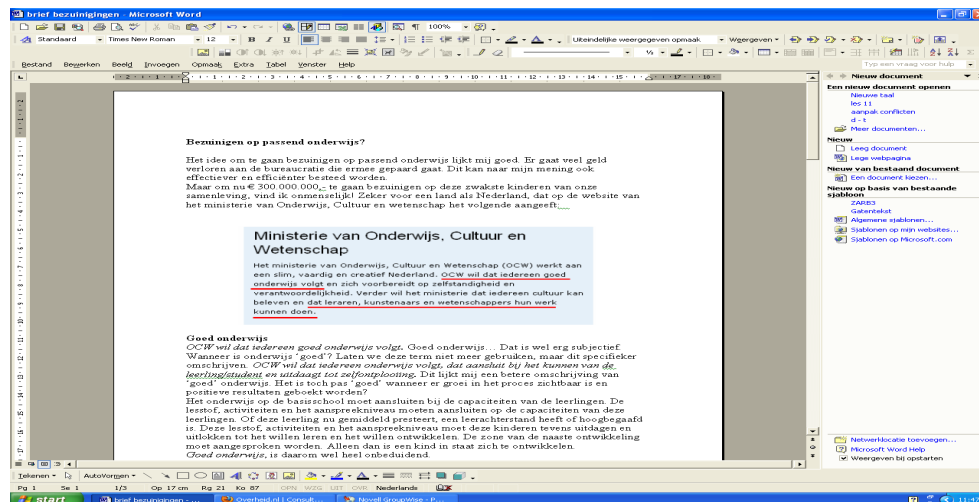 brief bezuinigingen - Microsoft Word
Standaard Times New Roman 12 B I U Uiteindelijke weergegeven opmaak Weergeven
100%
Bestand Bewerken Beeld Invoegen Opmaak Extra Tabel Venster Help
Typ een vraag voor hulp
Bezuinigen op passend onderwijs?
Het idee om te gaan bezuinigen op passend onderwijs lijkt mij goed. Er gaat veel geld
verloren aan de bureaucratie die ermee gepaard gaat. Dit kan naar mijn mening ook
effectiever en efficiënter besteed worden.
Maar om nu € 300.000.000,- te gaan bezuinigen op deze zwakste kinderen van onze
samenleving, vind ik onmenselijk! Zeker voor een land als Nederland, dat op de website van
het ministerie van Onderwijs, Cultuur en wetenschap het volgende aangeeft:
Ministerie van Onderwijs, Cultuur en
Wetenschap
Het ministerie van Onderwijs, Cultuur en Wetenschap (OCW) werkt aan
een slim, vaardig en creatief Nederland. OCW wil dat iedereen goed
onderwijs volgt en zich voorbereidt op zelfstandigheid en
verantwoordelijkheid. Verder wil het ministerie dat iedereen cultuur kan
beleven en dat leraren, kunstenaars en wetenschappers hun werk
kunnen doen.
Goed onderwijs
OCW wil dat iedereen goed onderwijs volgt. Goed onderwijs... Dat is wel erg subjectief.
Wanneer is onderwijs 'goed'? Laten we deze term niet meer gebruiken, maar dit specifieker
omschrijven. OCW wil dat iedereen onderwijs volgt, dat aansluit bij het kunnen van de
leerling/student en uitdaagt tot zelfontplooiing. Dit lijkt mij een betere omschrijving van
'goed' onderwijs. Het is toch pas 'goed' wanneer er groei in het proces zichtbaar is en
positieve resultaten geboekt worden?
Het onderwijs op de basisschool moet aansluiten bij de capaciteiten van de leerlingen. De
lesstof, activiteiten en het aanspreekniveau moeten aansluiten op de capaciteiten van deze
leerlingen. Of deze leerling nu gemiddeld presteert, een leerachterstand heeft of hoogbegaafd
is. Deze lesstof, activiteiten en het aanspreekniveau moet deze kinderen tevens uitdagen en
uitlokken tot het willen leren en het willen ontwikkelen. De zone van de naaste ontwikkeling
moet aangesproken worden. Alleen dan is een kind in staat zich te ontwikkelen.
Goed onderwijs, is daarom wel heel onbeduidend.
Nieuw document
Een nieuw document openen
Nieuwe taal
les 11
aanpak conflicten
d - t
Meer documenten...
Nieuw
Leeg document
Lege webpagina
Nieuw van bestaand document
Een document kiezen...
Nieuw op basis van bestaande
sjabloon
ZARB3
Gatentekst
Algemene sjablonen...
Sjablonen op mijn websites...
Sjablonen op Microsoft.com
Netwerklocatie toevoegen...
Microsoft Word Help
Weergeven bij opstarten
Tekenen AutoVormen
Pg 1 Se 1 1/3 Op 17 cm Rg 21 Ko 87 OPN WZG UIT OVR Nederlands
start brief bezuinigingen - ... Overheid.nl | Consult... Novell GroupWise - P...